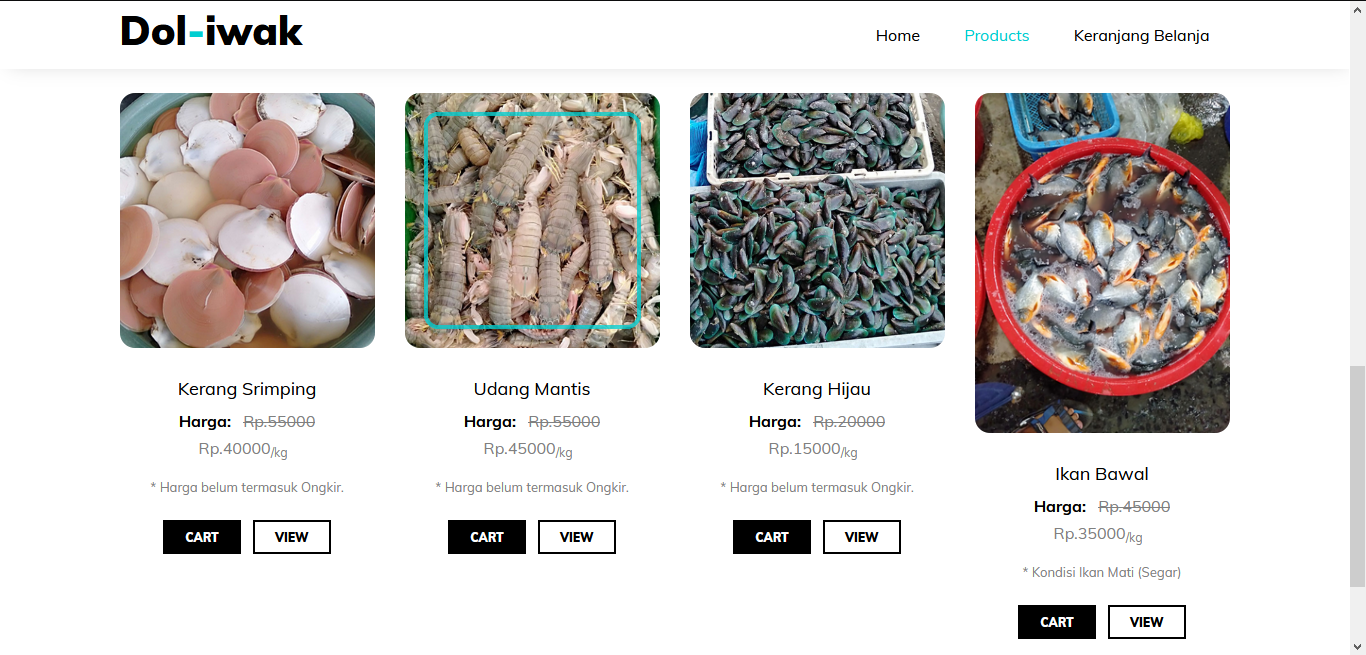 Dol-iwak
Home Products Keranjang Belanja
Kerang Srimping
Harga: Rp.55000
Rp.40000/kg
* Harga belum termasuk Ongkir.
CART VIEW
Udang Mantis
Harga: Rp.55000
Rp.45000/kg
* Harga belum termasuk Ongkir.
CART VIEW
Kerang Hijau
Harga: Rp.20000
Rp.15000/kg
* Harga belum termasuk Ongkir.
CART VIEW
Ikan Bawal
Harga: Rp.45000
Rp.35000/kg
* Kondisi Ikan Mati (Segar)
CART VIEW